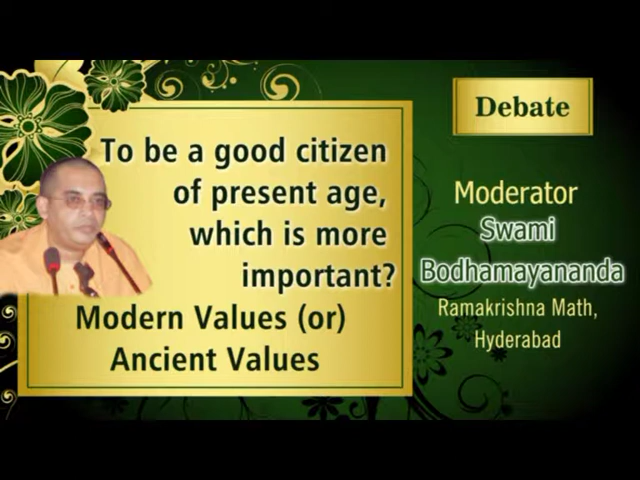 To be a good citizen
of present age,
which is more
important?
Modern Values (or)
Ancient Values
Debate
Moderator
Swami
Bodhamayananda
Ramakrishna Math,
Hyderabad